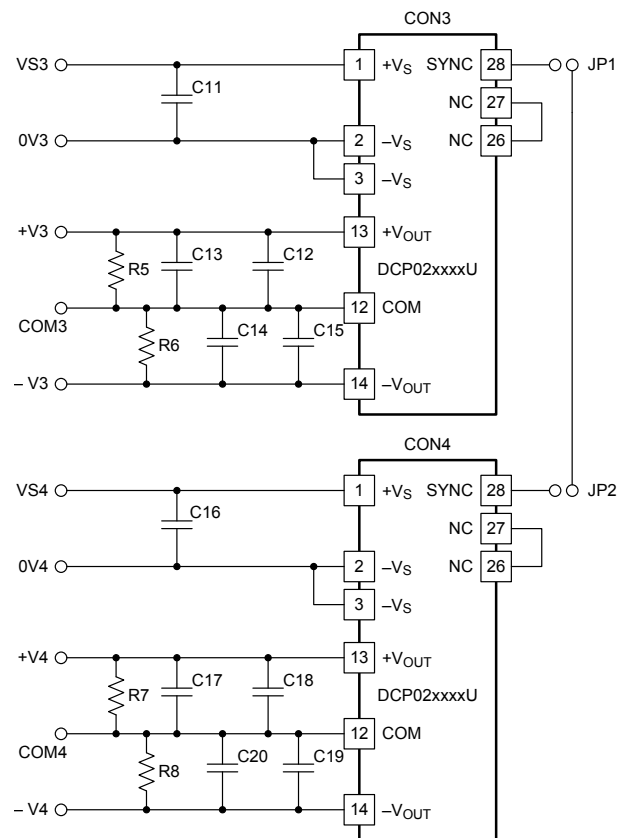 CON3
VS3
1
+VS
SYNC
28
JP1
C11
NC
27
0V3
2
–VS
NC
26
3
–VS
+V3
13
+VOUT
R5
C13
C12
DCP02xxxxU
COM3
12
COM
R6
C14
C15
– V3
14
–VOUT
CON4
VS4
1
+VS
SYNC
28
JP2
C16
NC
27
0V4
2
–VS
NC
26
3
–VS
+V4
13
+VOUT
R7
C17
C18
DCP02xxxxU
COM4
12
COM
R8
C20
C19
– V4
14
–VOUT